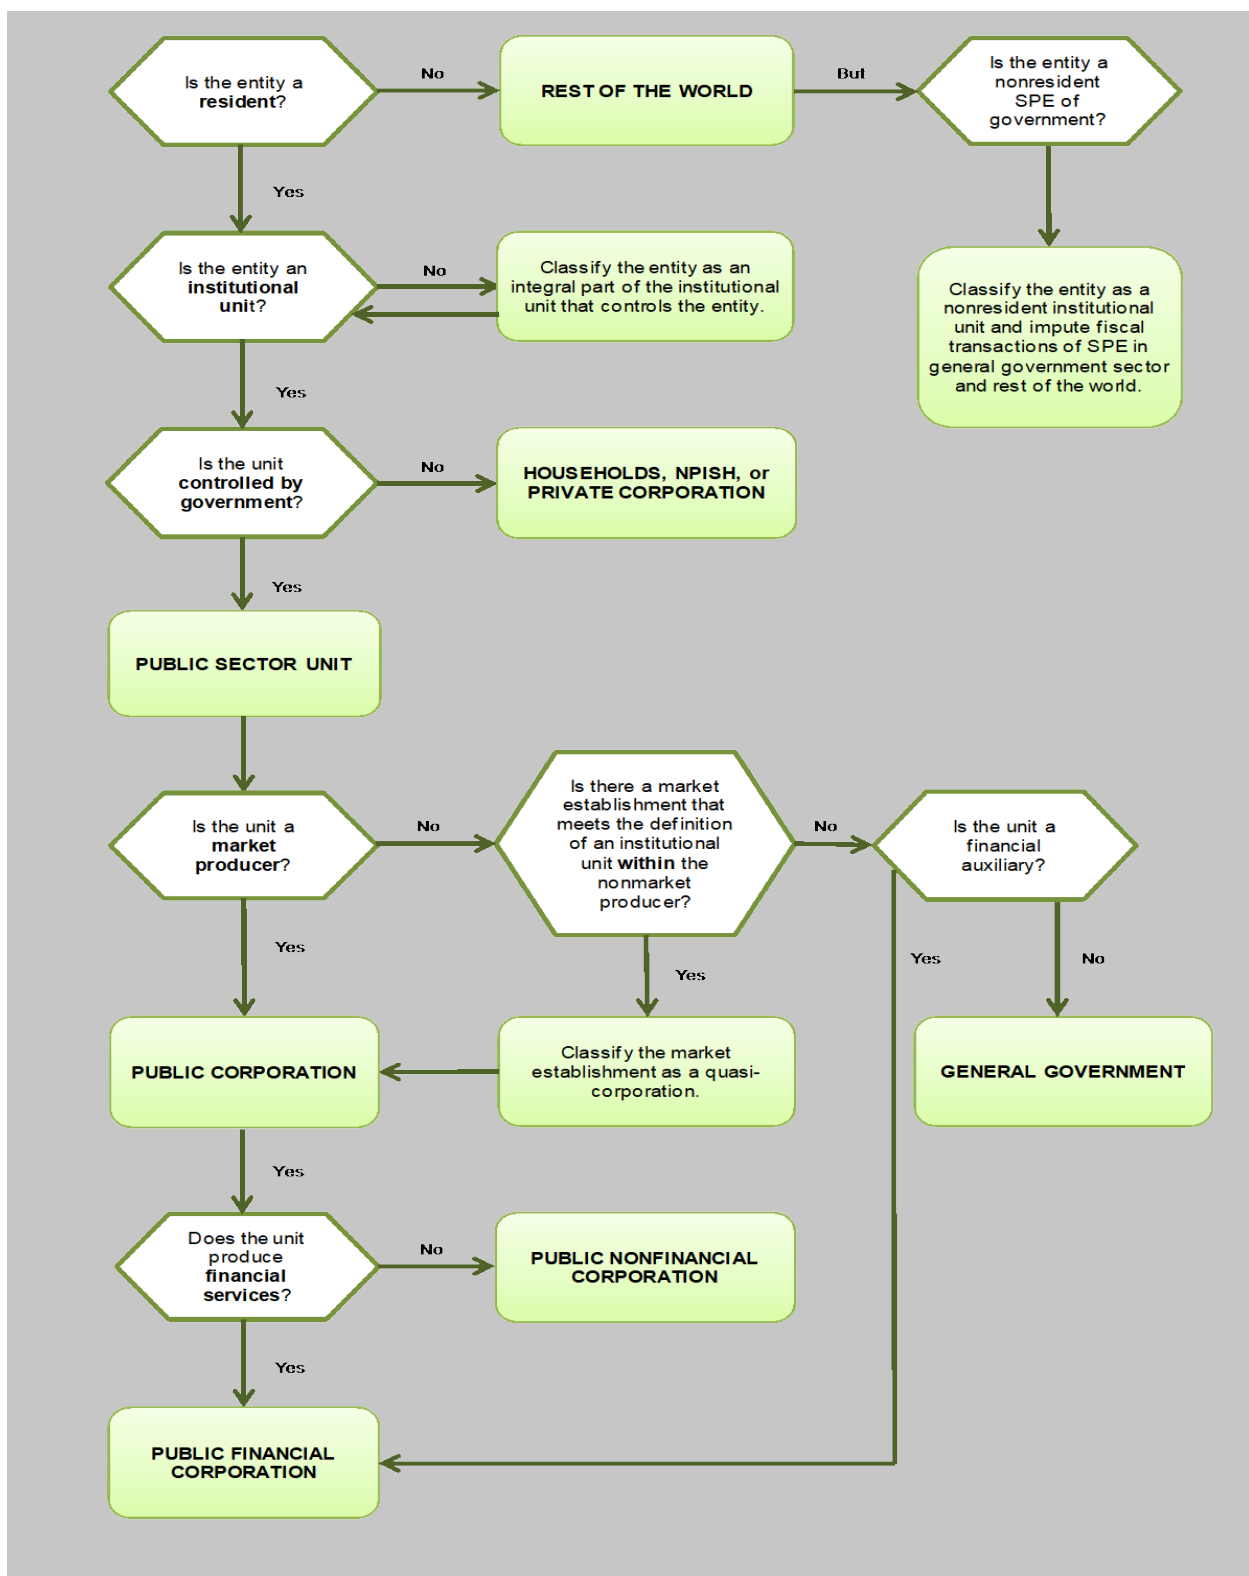 Is the entity a
resident?
No
REST OF THE WORLD
But
Is the entity a
nonresident
SPE of
government?
Yes
Is the entity an
institutional
unit?
No
Classify the entity as an
integral part of the institutional
unit that controls the entity.
Classify the entity as a
nonresident institutional
unit and impute fiscal
transactions of SPE in
general government sector
and rest of the world.
Yes
Is the unit
controlled by
government?
No
HOUSEHOLDS, NPISH, or
PRIVATE CORPORATION
Yes
PUBLIC SECTOR UNIT
Is the unit a
market
producer?
No
Is there a market
establishment that
meets the definition
of an institutional
unit within the
nonmarket
producer?
No
Is the unit a
financial
auxiliary?
Yes
Yes
Yes
No
PUBLIC CORPORATION
Classify the market
establishment as a quasi-
corporation.
GENERAL GOVERNMENT
Yes
Does the unit
produce
financial
services?
No
PUBLIC NONFINANCIAL
CORPORATION
Yes
PUBLIC FINANCIAL
CORPORATION